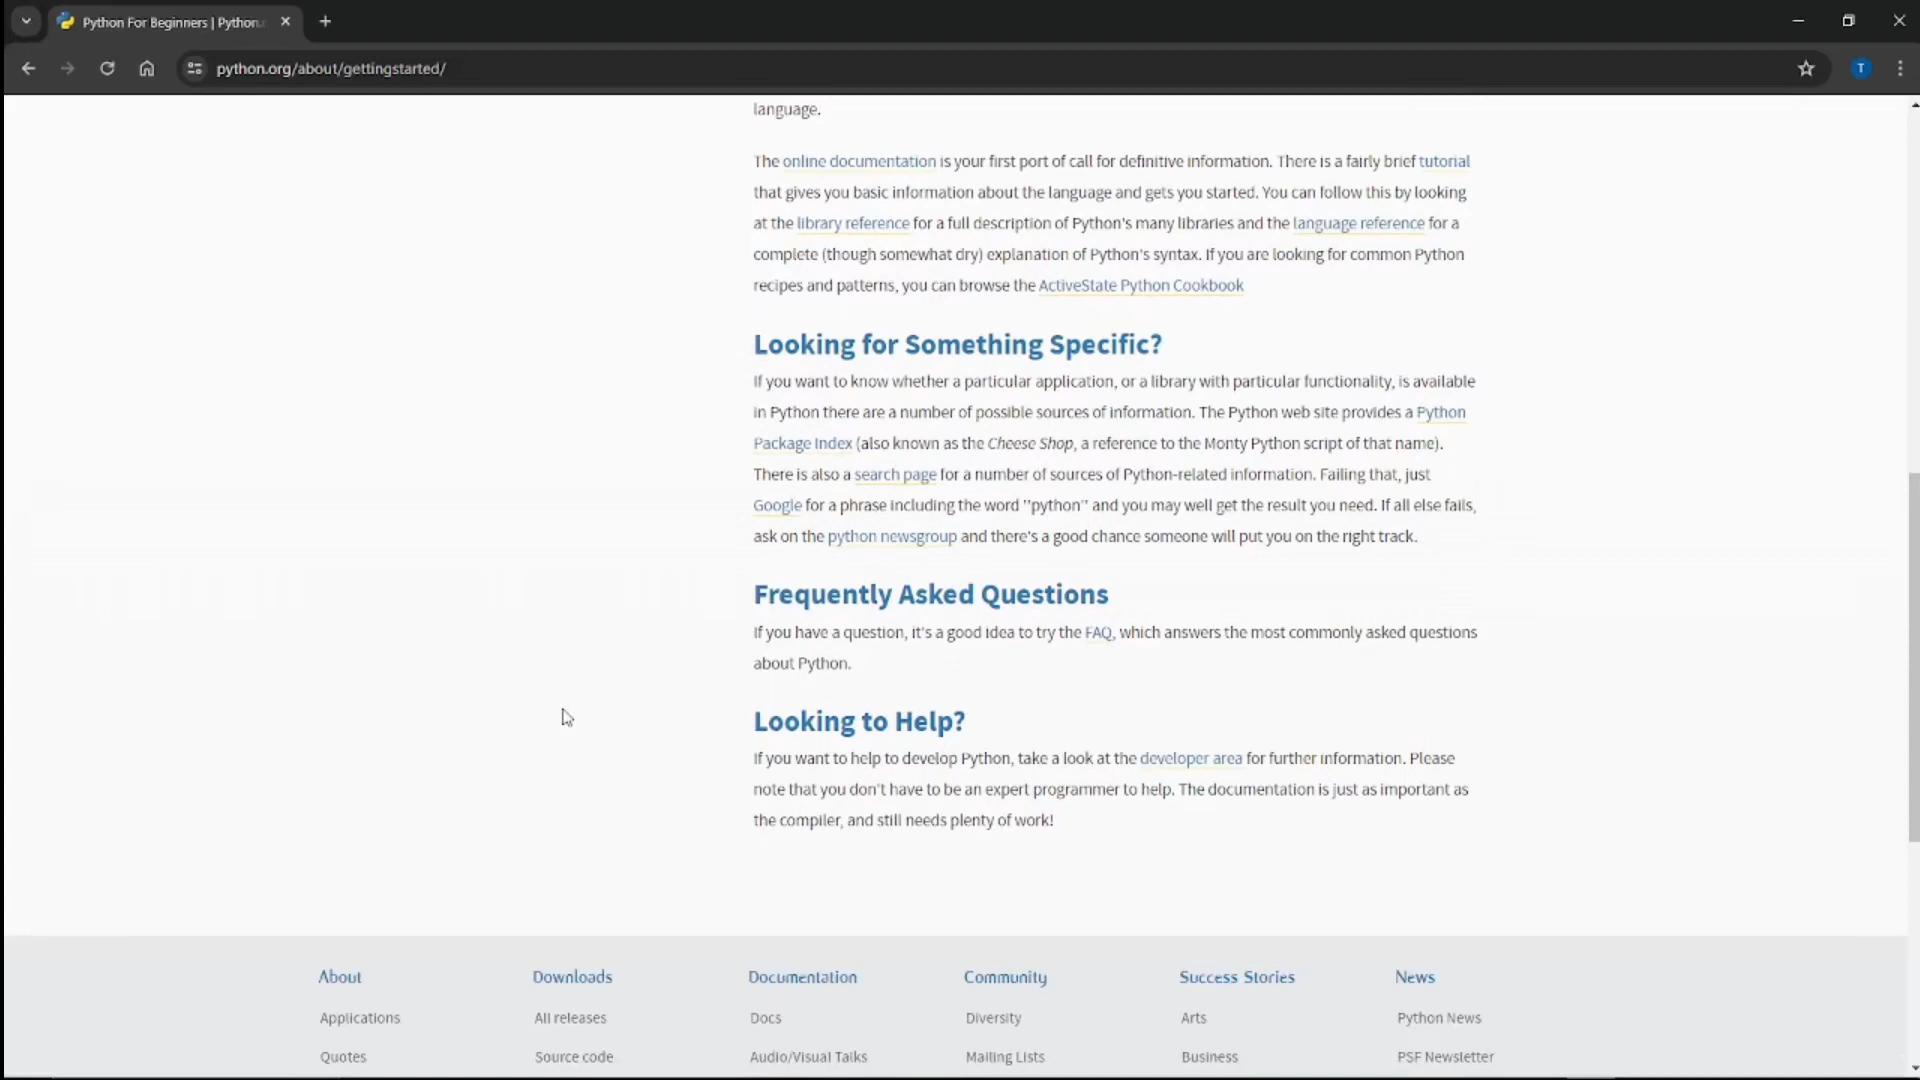 Python For Beginners | Python.
python.org/about/gettingstarted/
T
language.
The online documentation is your first port of call for definitive information. There is a fairly brief tutorial
that gives you basic information about the language and gets you started. You can follow this by looking
at the library reference for a full description of Python's many libraries and the language reference for a
complete (though somewhat dry) explanation of Python's syntax. If you are looking for common Python
recipes and patterns, you can browse the ActiveState Python Cookbook
Looking for Something Specific?
If you want to know whether a particular application, or a library with particular functionality, is available
in Python there are a number of possible sources of information. The Python web site provides a Python
Package Index (also known as the Cheese Shop, a reference to the Monty Python script of that name).
There is also a search page for a number of sources of Python-related information. Failing that, just
Google for a phrase including the word ''python'' and you may well get the result you need. If all else fails,
ask on the python newsgroup and there's a good chance someone will put you on the right track.
Frequently Asked Questions
If you have a question, it's a good idea to try the FAQ, which answers the most commonly asked questions
about Python.
Looking to Help?
If you want to help to develop Python, take a look at the developer area for further information. Please
note that you don't have to be an expert programmer to help. The documentation is just as important as
the compiler, and still needs plenty of work!
About Downloads Documentation Community Success Stories News
Applications All releases Docs Diversity Arts Python News
Quotes Source code Audio/Visual Talks Mailing Lists Business PSF Newsletter